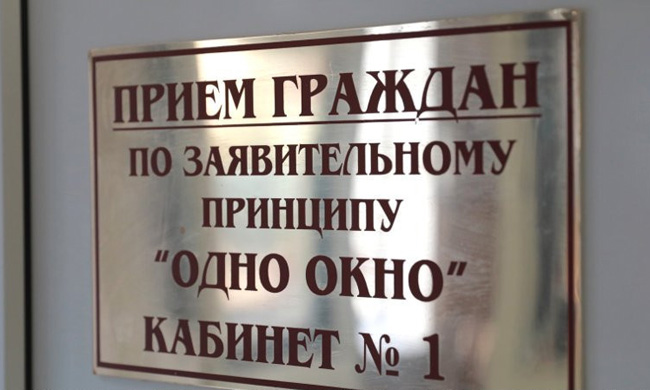 ПРИЕМ ГРАЖДАН
ПО ЗАЯВИТЕЛЬНОМУ
ПРИНЦИПУ
"ОДНО ОКНО"
КАБИНЕТ № 1